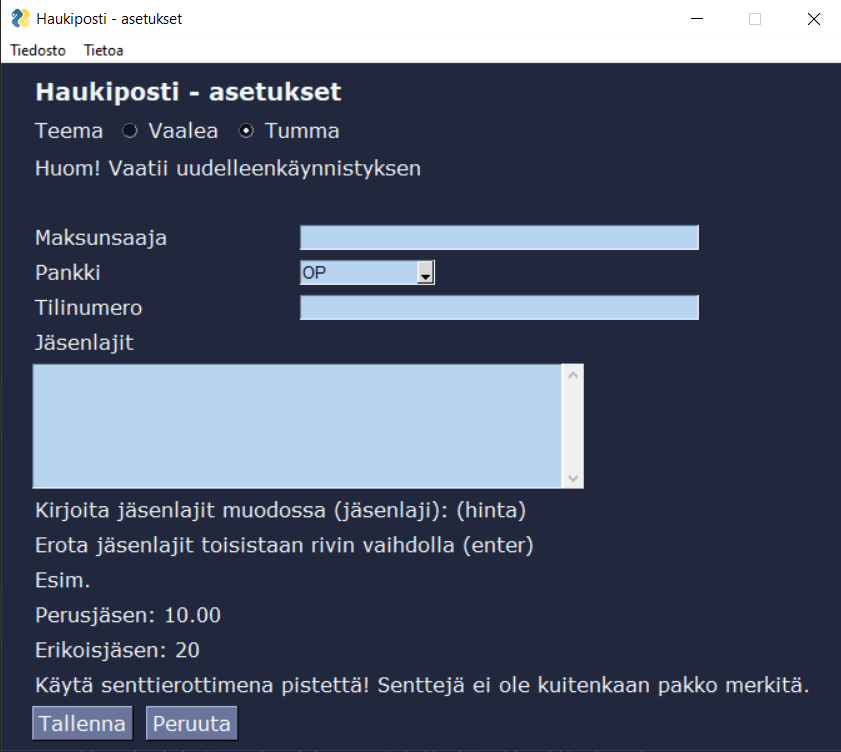 Haukiposti - asetukset
Tiedosto Tietoa
Haukiposti - asetukset
Teema Vaalea Tumma
Huom! Vaatii uudelleenkäynnistyksen
Maksunsaaja
Pankki OP
Tilinumero
Jäsenlajit
Kirjoita jäsenlajit muodossa (jäsenlaji): (hinta)
Erota jäsenlajit toisistaan rivin vaihdolla (enter)
Esim.
Perusjäsen: 10.00
Erikoisjäsen: 20
Käytä senttierottimena pistettä! Senttejä ei ole kuitenkaan pakko merkitä.
Tallenna Peruuta